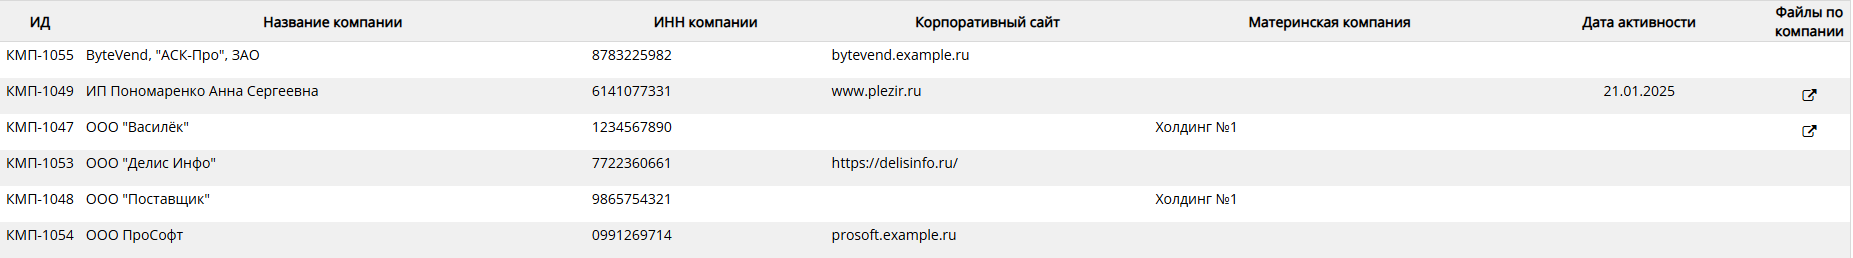 ИД Название компании ИНН компании Корпоративный сайт Материнская компания Дата активности Файлы по компании
КМП-1055 ByteVend, "АСК-Про", ЗАО 8783225982 bytevend.example.ru
КМП-1049 ИП Пономаренко Анна Сергеевна 6141077331 www.plezir.ru 21.01.2025
КМП-1047 ООО "Василёк" 1234567890 Холдинг №1
КМП-1053 ООО "Делис Инфо" 7722360661 https://delisinfo.ru/
КМП-1048 ООО "Поставщик" 9865754321 Холдинг №1
КМП-1054 ООО ПроСофт 0991269714 prosoft.example.ru